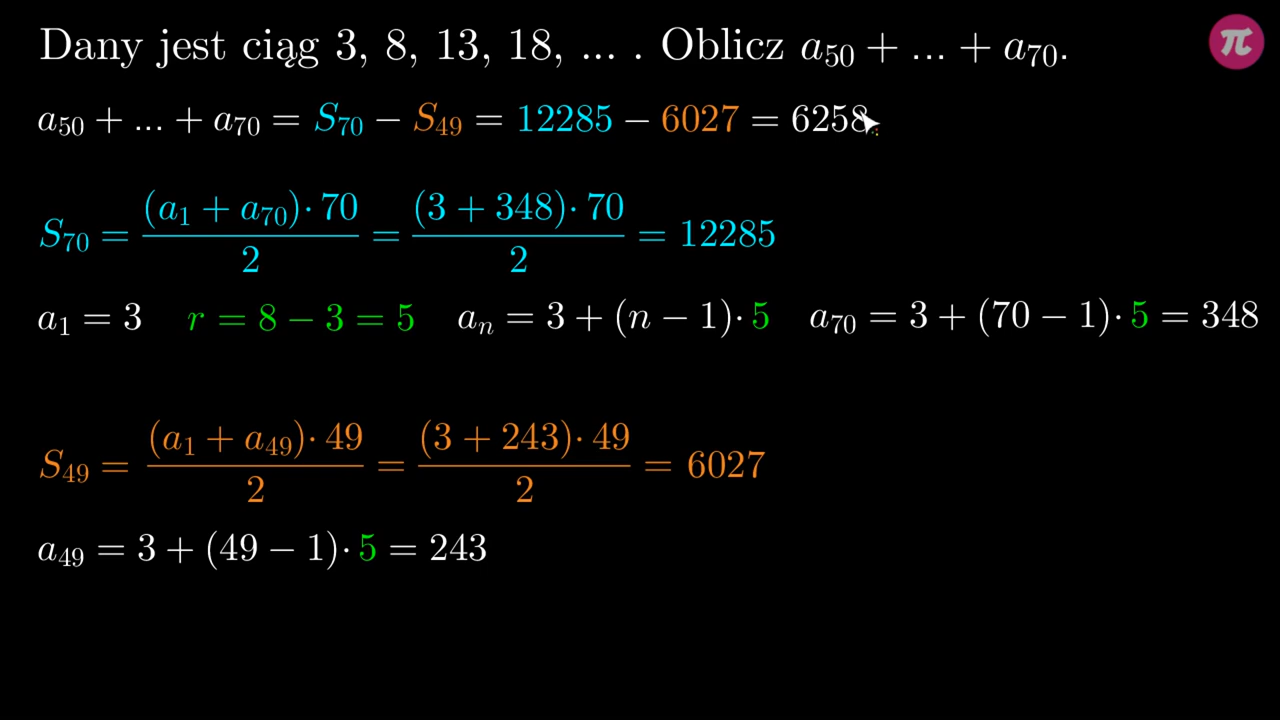 Dany jest ciąg 3, 8, 13, 18, ... . Oblicz a₅₀ + ... + a₇₀.
π
a₅₀ + ... + a₇₀ = S₇₀ − S₄₉ = 12285 − 6027 = 6258
S₇₀ = (a₁ + a₇₀) · 70 / 2 = (3 + 348) · 70 / 2 = 12285
a₁ = 3 r = 8 − 3 = 5 aₙ = 3 + (n − 1) · 5 a₇₀ = 3 + (70 − 1) · 5 = 348
S₄₉ = (a₁ + a₄₉) · 49 / 2 = (3 + 243) · 49 / 2 = 6027
a₄₉ = 3 + (49 − 1) · 5 = 243